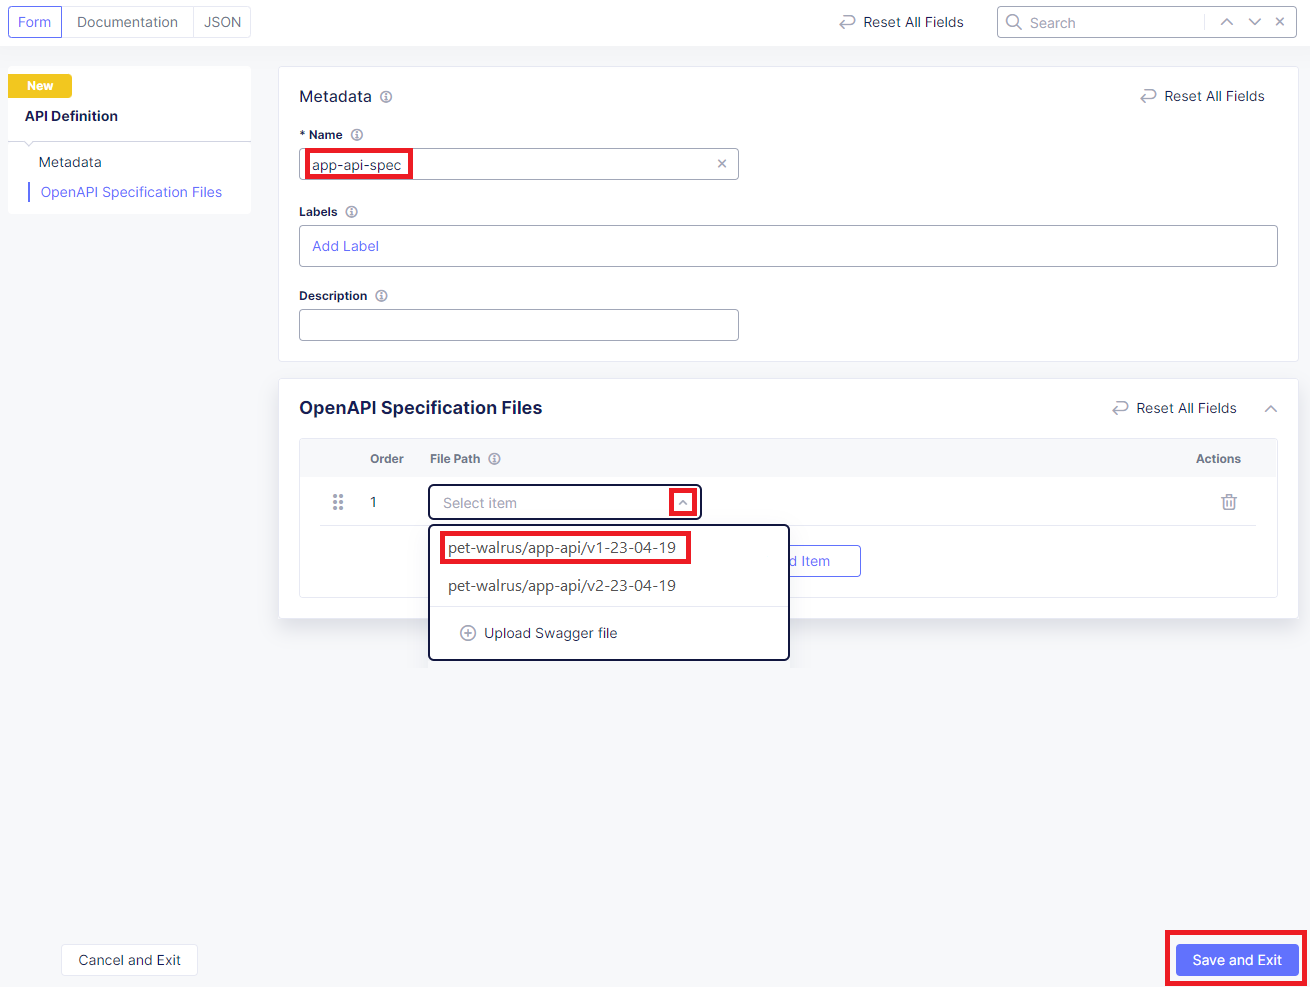 Form Documentation JSON Reset All Fields Search
New
API Definition
Metadata
OpenAPI Specification Files
Metadata Reset All Fields
* Name
app-api-spec
Labels
Add Label
Description
OpenAPI Specification Files Reset All Fields
Order File Path Actions
1 Select item
pet-walrus/app-api/v1-23-04-19
d Item
pet-walrus/app-api/v2-23-04-19
Upload Swagger file
Cancel and Exit Save and Exit